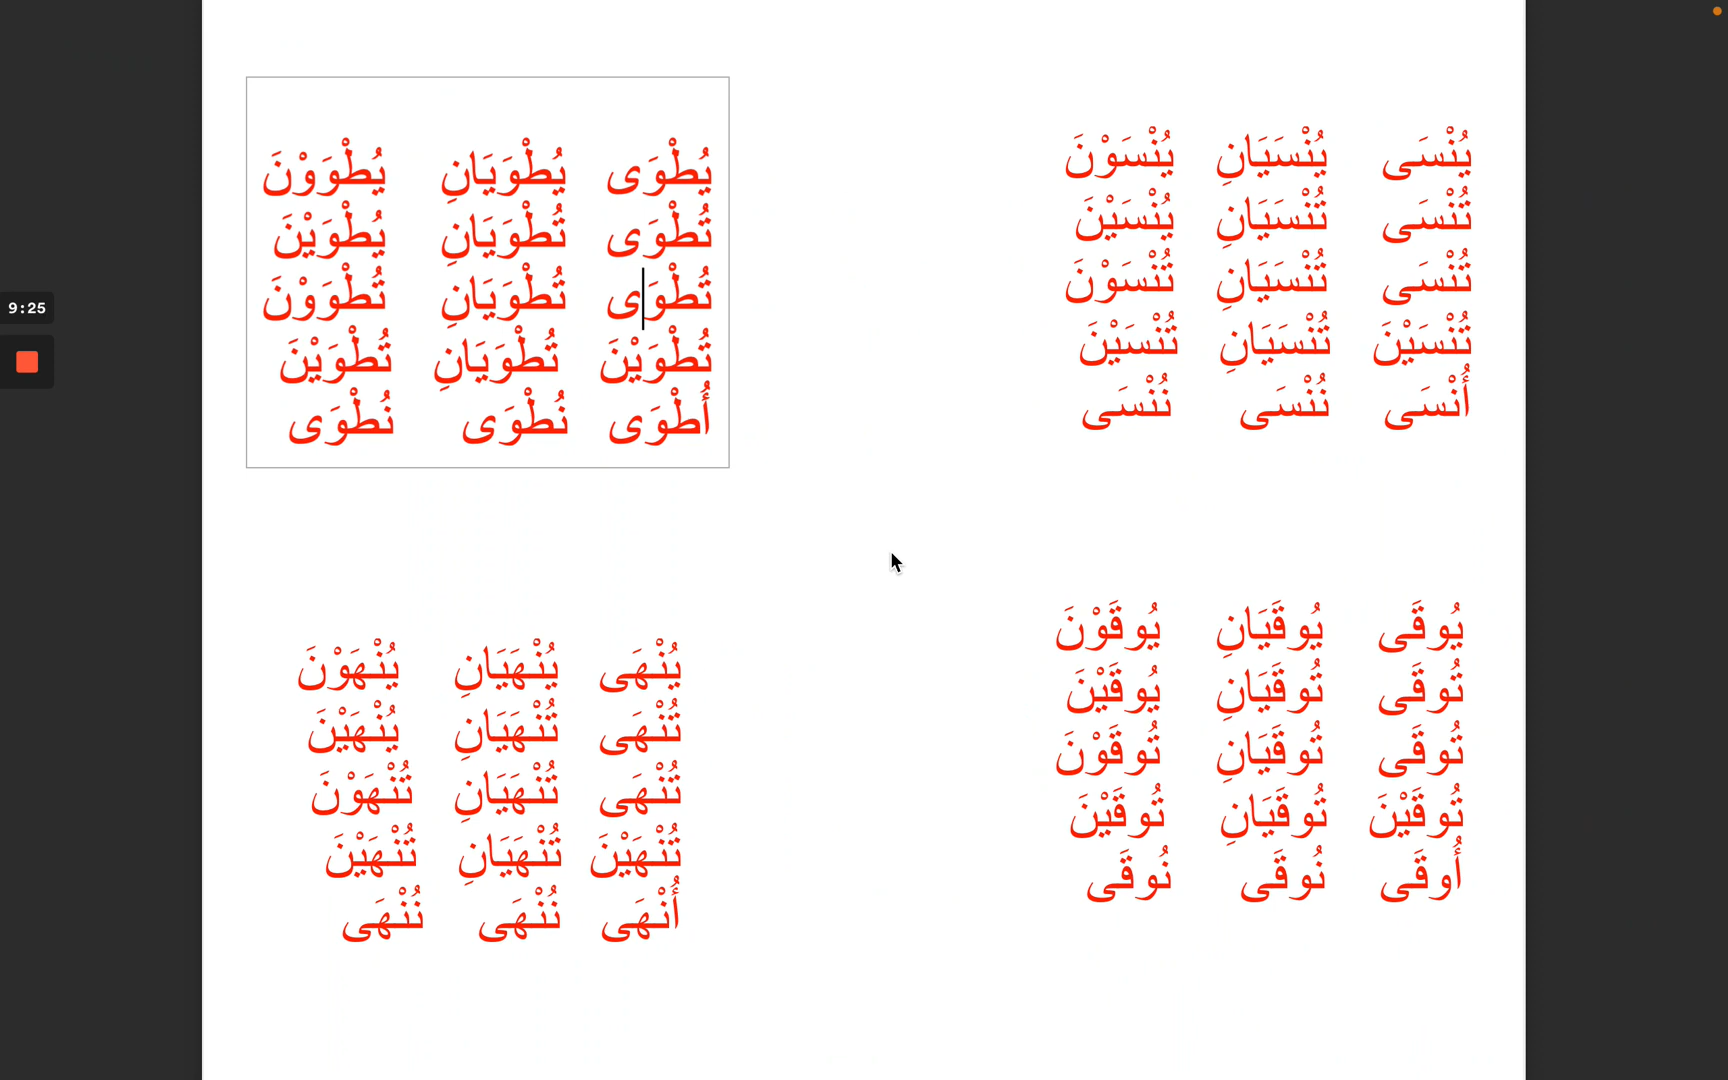 يُنْسَى يُنْسَيَانِ يُنْسَوْنَ
تُنْسَى تُنْسَيَانِ يُنْسَيْنَ
تُنْسَى تُنْسَيَانِ تُنْسَوْنَ
تُنْسَيْنَ تُنْسَيَانِ تُنْسَيْنَ
أُنْسَى نُنْسَى نُنْسَى
يُطْوَى يُطْوَيَانِ يُطْوَوْنَ
تُطْوَى تُطْوَيَانِ يُطْوَيْنَ
تُطْوَى تُطْوَيَانِ تُطْوَوْنَ
تُطْوَيْنَ تُطْوَيَانِ تُطْوَيْنَ
أُطْوَى نُطْوَى نُطْوَى
يُوقَى يُوقَيَانِ يُوقَوْنَ
تُوقَى تُوقَيَانِ يُوقَيْنَ
تُوقَى تُوقَيَانِ تُوقَوْنَ
تُوقَيْنَ تُوقَيَانِ تُوقَيْنَ
أُوقَى نُوقَى نُوقَى
يُنْهَى يُنْهَيَانِ يُنْهَوْنَ
تُنْهَى تُنْهَيَانِ يُنْهَيْنَ
تُنْهَى تُنْهَيَانِ تُنْهَوْنَ
تُنْهَيْنَ تُنْهَيَانِ تُنْهَيْنَ
أُنْهَى نُنْهَى نُنْهَى
9:25